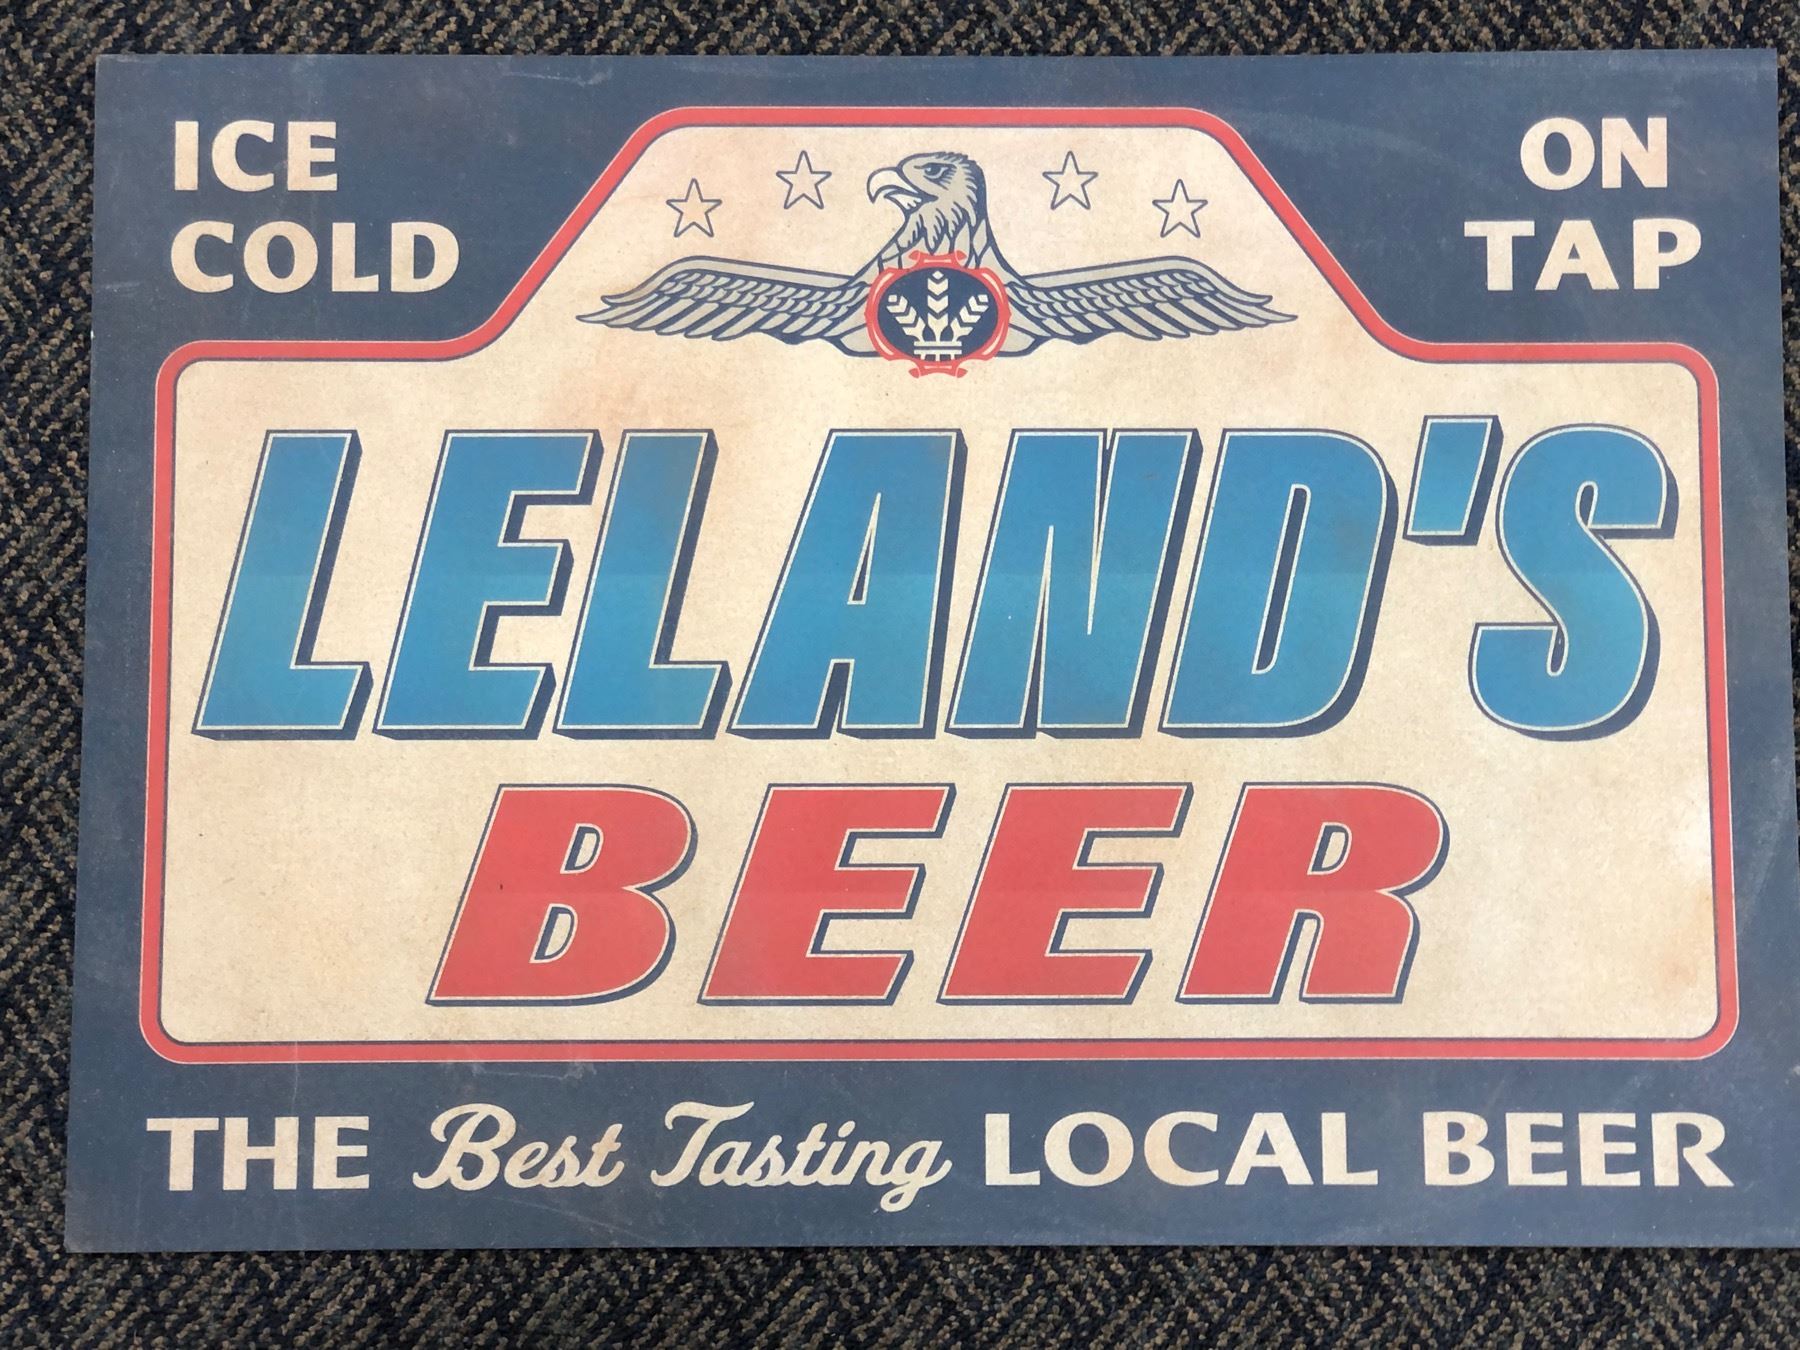 ICE
COLD
ON
TAP
LELAND'S
BEER
THE Best Tasting LOCAL BEER